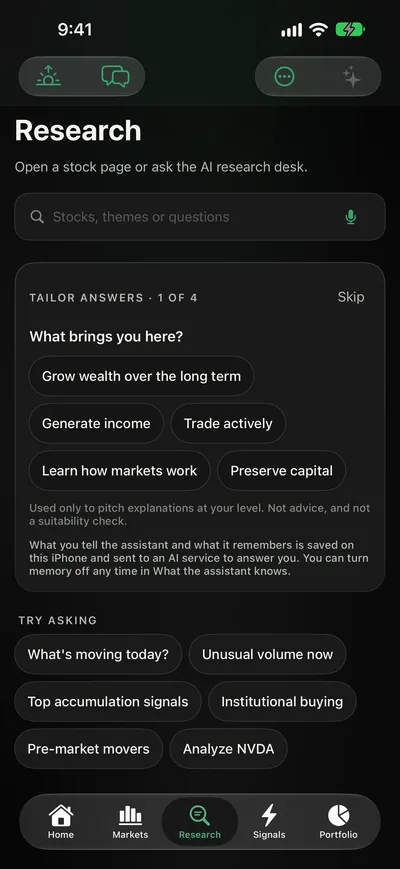 9:41
Research
Open a stock page or ask the AI research desk.
Stocks, themes or questions
TAILOR ANSWERS · 1 OF 4
Skip
What brings you here?
Grow wealth over the long term
Generate income
Trade actively
Learn how markets work
Preserve capital
Used only to pitch explanations at your level. Not advice, and not
a suitability check.
What you tell the assistant and what it remembers is saved on
this iPhone and sent to an AI service to answer you. You can turn
memory off any time in What the assistant knows.
TRY ASKING
What's moving today?
Unusual volume now
Top accumulation signals
Institutional buying
Pre-market movers
Analyze NVDA
Home
Markets
Research
Signals
Portfolio